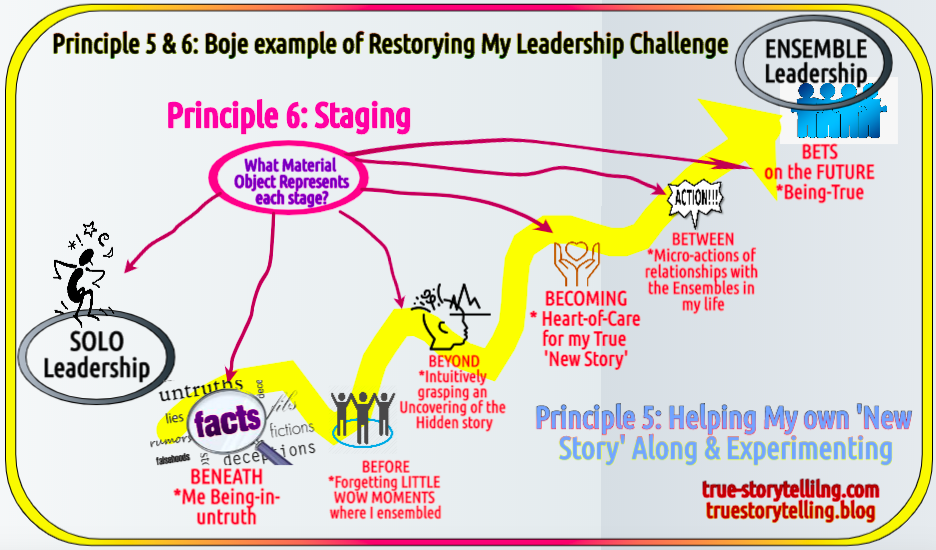 Principle 5 & 6: Boje example of Restorying My Leadership Challenge
ENSEMBLE
Leadership
Principle 6: Staging
What Material
Object Represents
each stage?
BETS
on the FUTURE
*Being-True
ACTION!!!
BETWEEN
*Micro-actions of
relationships with
the Ensembles in
my life
BECOMING
* Heart-of-Care
for my True
'New Story'
SOLO
Leadership
BEYOND
*Intuitively
grasping an
Uncovering of the
Hidden story
untruths
lies
facts
fibs
rumors
fictions
falsehoods
deceptions
BENEATH
*Me Being-in-
untruth
BEFORE
*Forgetting LITTLE
WOW MOMENTS
where I ensembled
Principle 5: Helping My own 'New
Story' Along & Experimenting
true-storytelliing.com
truestorytelling.blog